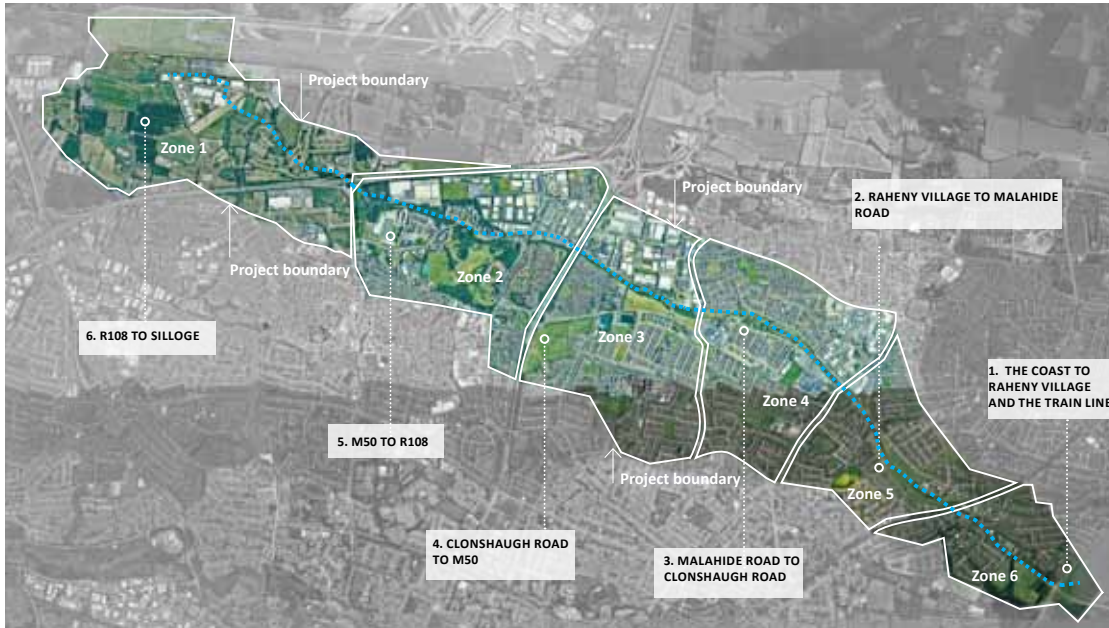 Project boundary
Zone 1
Project boundary
2. RAHENY VILLAGE TO MALAHIDE
ROAD
Project boundary
Zone 2
6. R108 TO SILLOGE
Zone 3
1. THE COAST TO
RAHENY VILLAGE
AND THE TRAIN LINE
Zone 4
5. M50 TO R108
Project boundary
Zone 5
4. CLONSHAUGH ROAD
TO M50
3. MALAHIDE ROAD TO
CLONSHAUGH ROAD
Zone 6